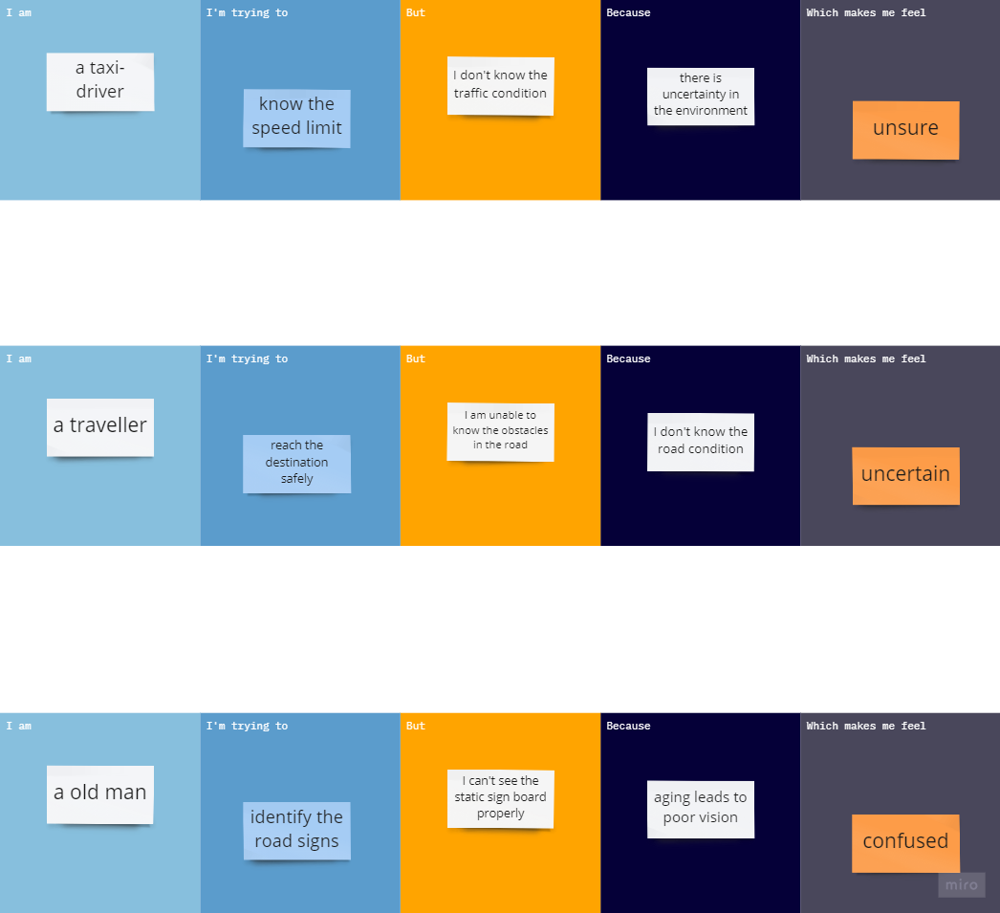 I am
I'm trying to
But
Because
Which makes me feel
a taxi-
driver
know the
speed limit
I don't know the
traffic condition
there is
uncertainty in
the environment
unsure
I am
I'm trying to
But
Because
Which makes me feel
a traveller
reach the
destination
safely
I am unable to
know the obstacles
in the road
I don't know the
road condition
uncertain
I am
I'm trying to
But
Because
Which makes me feel
a old man
identify the
road signs
I can't see the
static sign board
properly
aging leads to
poor vision
confused
miro